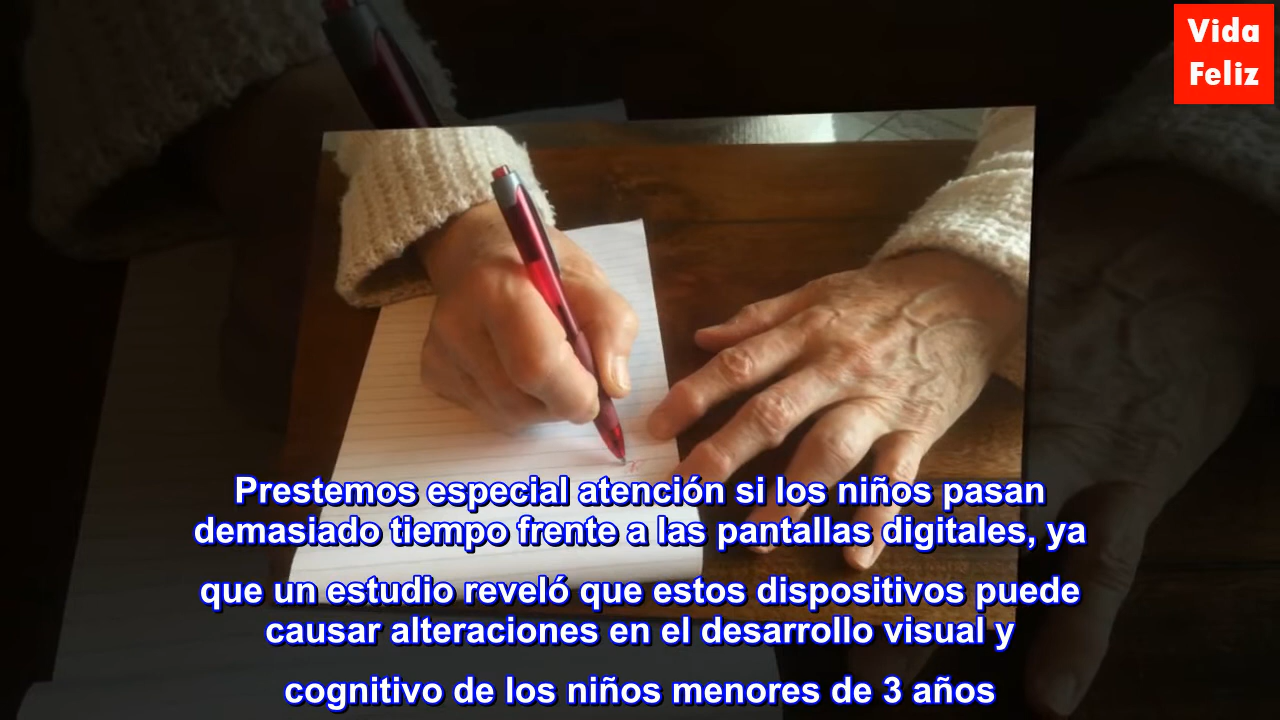 Vida
Feliz
Prestemos especial atención si los niños pasan
demasiado tiempo frente a las pantallas digitales, ya
que un estudio reveló que estos dispositivos puede
causar alteraciones en el desarrollo visual y
cognitivo de los niños menores de 3 años